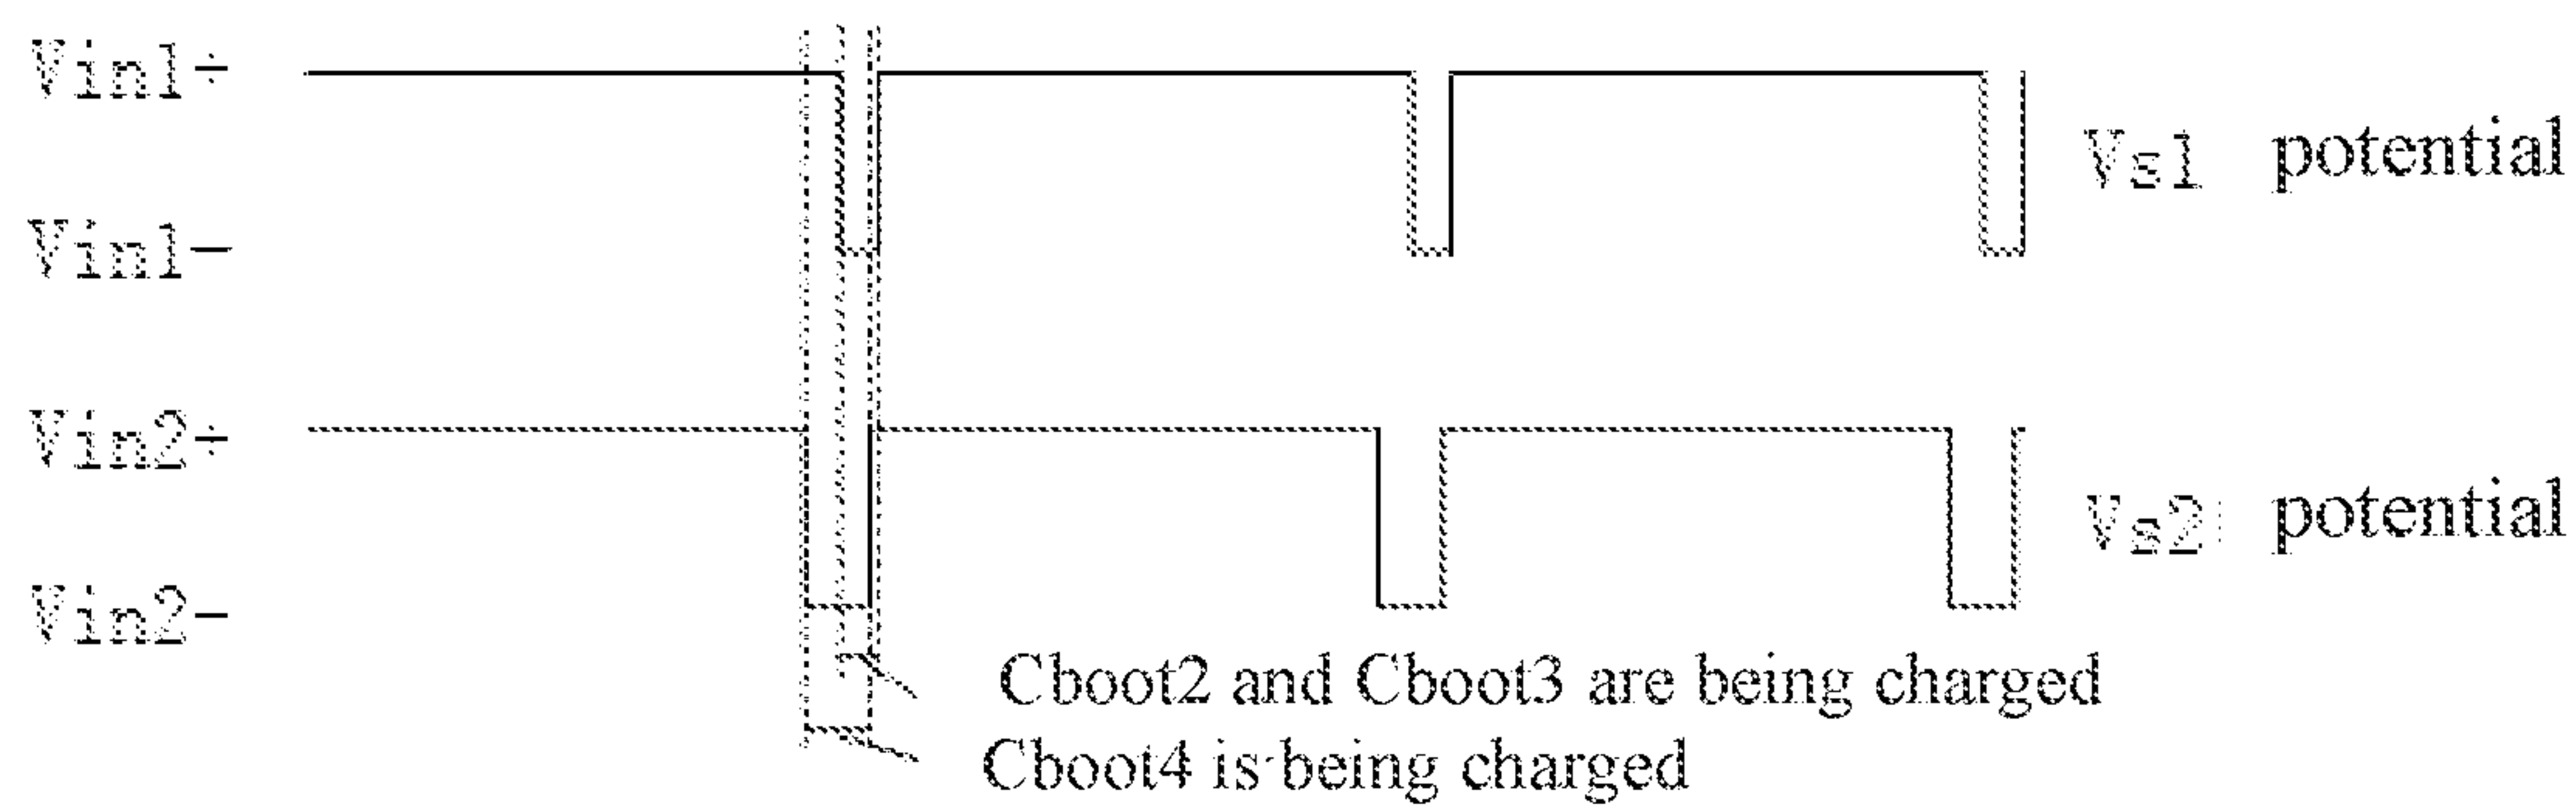 Vin1+
Vs1 potential
Vin1-
Vin2+
Vs2 potential
Vin2-
Cboot2 and Cboot3 are being charged
Cboot4 is being charged